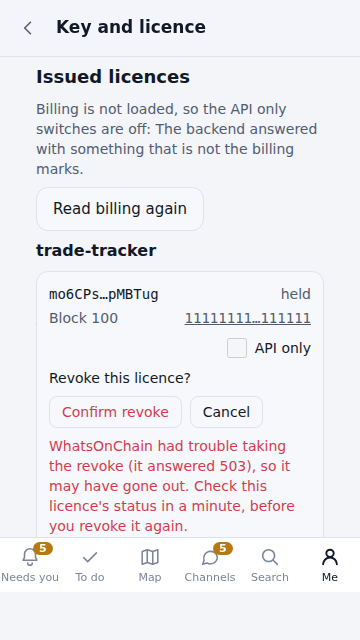 Key and licence
Issued licences
Billing is not loaded, so the API only
switches are off: The backend answered
with something that is not the billing
marks.
Read billing again
trade-tracker
mo6CPs…pMBTug held
Block 100 11111111…111111
API only
Revoke this licence?
Confirm revoke Cancel
WhatsOnChain had trouble taking
the revoke (it answered 503), so it
may have gone out. Check this
licence's status in a minute, before
you revoke it again.
5 5
Needs you To do Map Channels Search Me